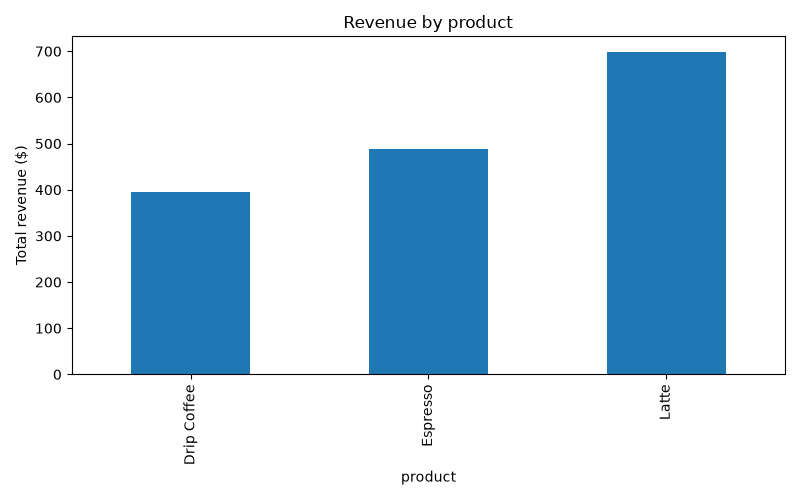 Revenue by product
Total revenue ($)
700
600
500
400
300
200
100
0
Drip Coffee
Espresso
Latte
product